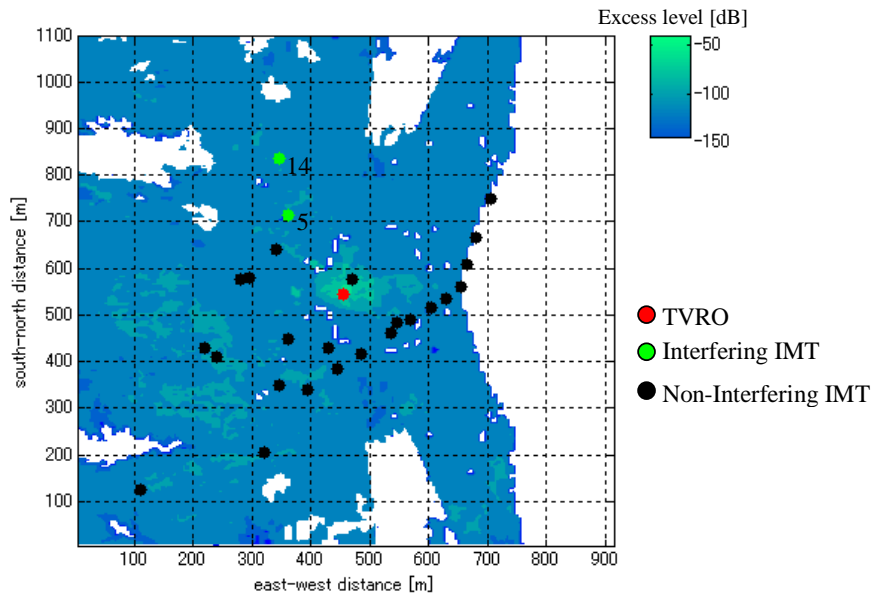 Excess level [dB]
-50
-100
-150
1100
1000
900
800
700
600
500
400
300
200
100
south-north distance [m]
14
5
TVRO
Interfering IMT
Non-Interfering IMT
100 200 300 400 500 600 700 800 900
east-west distance [m]